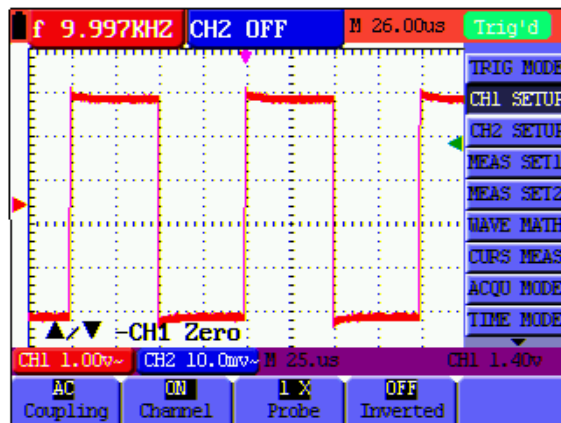 f 9.997KHZ CH2 OFF M 26.00us Trig'd
TRIG MODE
CH1 SETUP
CH2 SETUP
MEAS SET1
MEAS SET2
WAVE MATH
CURS MEAS
ACQU MODE
TIME MODE
▲/▼ -CH1 Zero
CH1 1.00v~ CH2 10.0mv~ M 25.us CH1 1.40v
AC ON 1 X OFF
Coupling Channel Probe Inverted